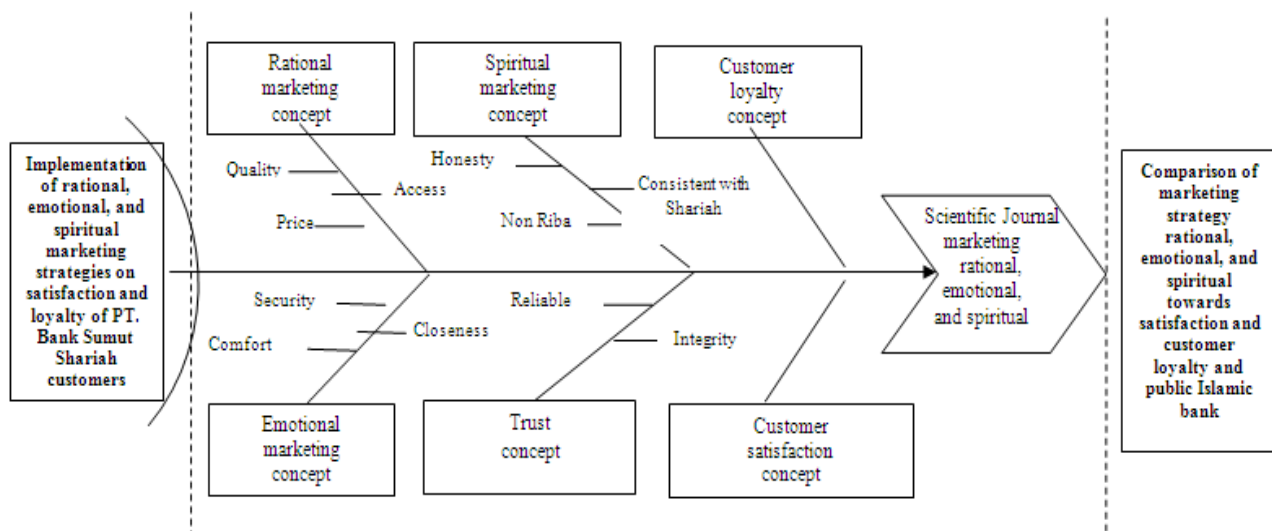 Implementation
of rational,
emotional, and
spiritual
marketing
strategies on
satisfaction and
loyalty of PT.
Bank Sumut
Shariah
customers
Rational
marketing
concept
Spiritual
marketing
concept
Customer
loyalty
concept
Quality
Access
Price
Honesty
Consistent with
Shariah
Non Riba
Security
Closeness
Comfort
Reliable
Integrity
Emotional
marketing
concept
Trust
concept
Customer
satisfaction
concept
Scientific Journal
marketing
rational,
emotional,
and spiritual
Comparison of
marketing
strategy
rational,
emotional, and
spiritual
towards
satisfaction and
customer
loyalty and
public Islamic
bank